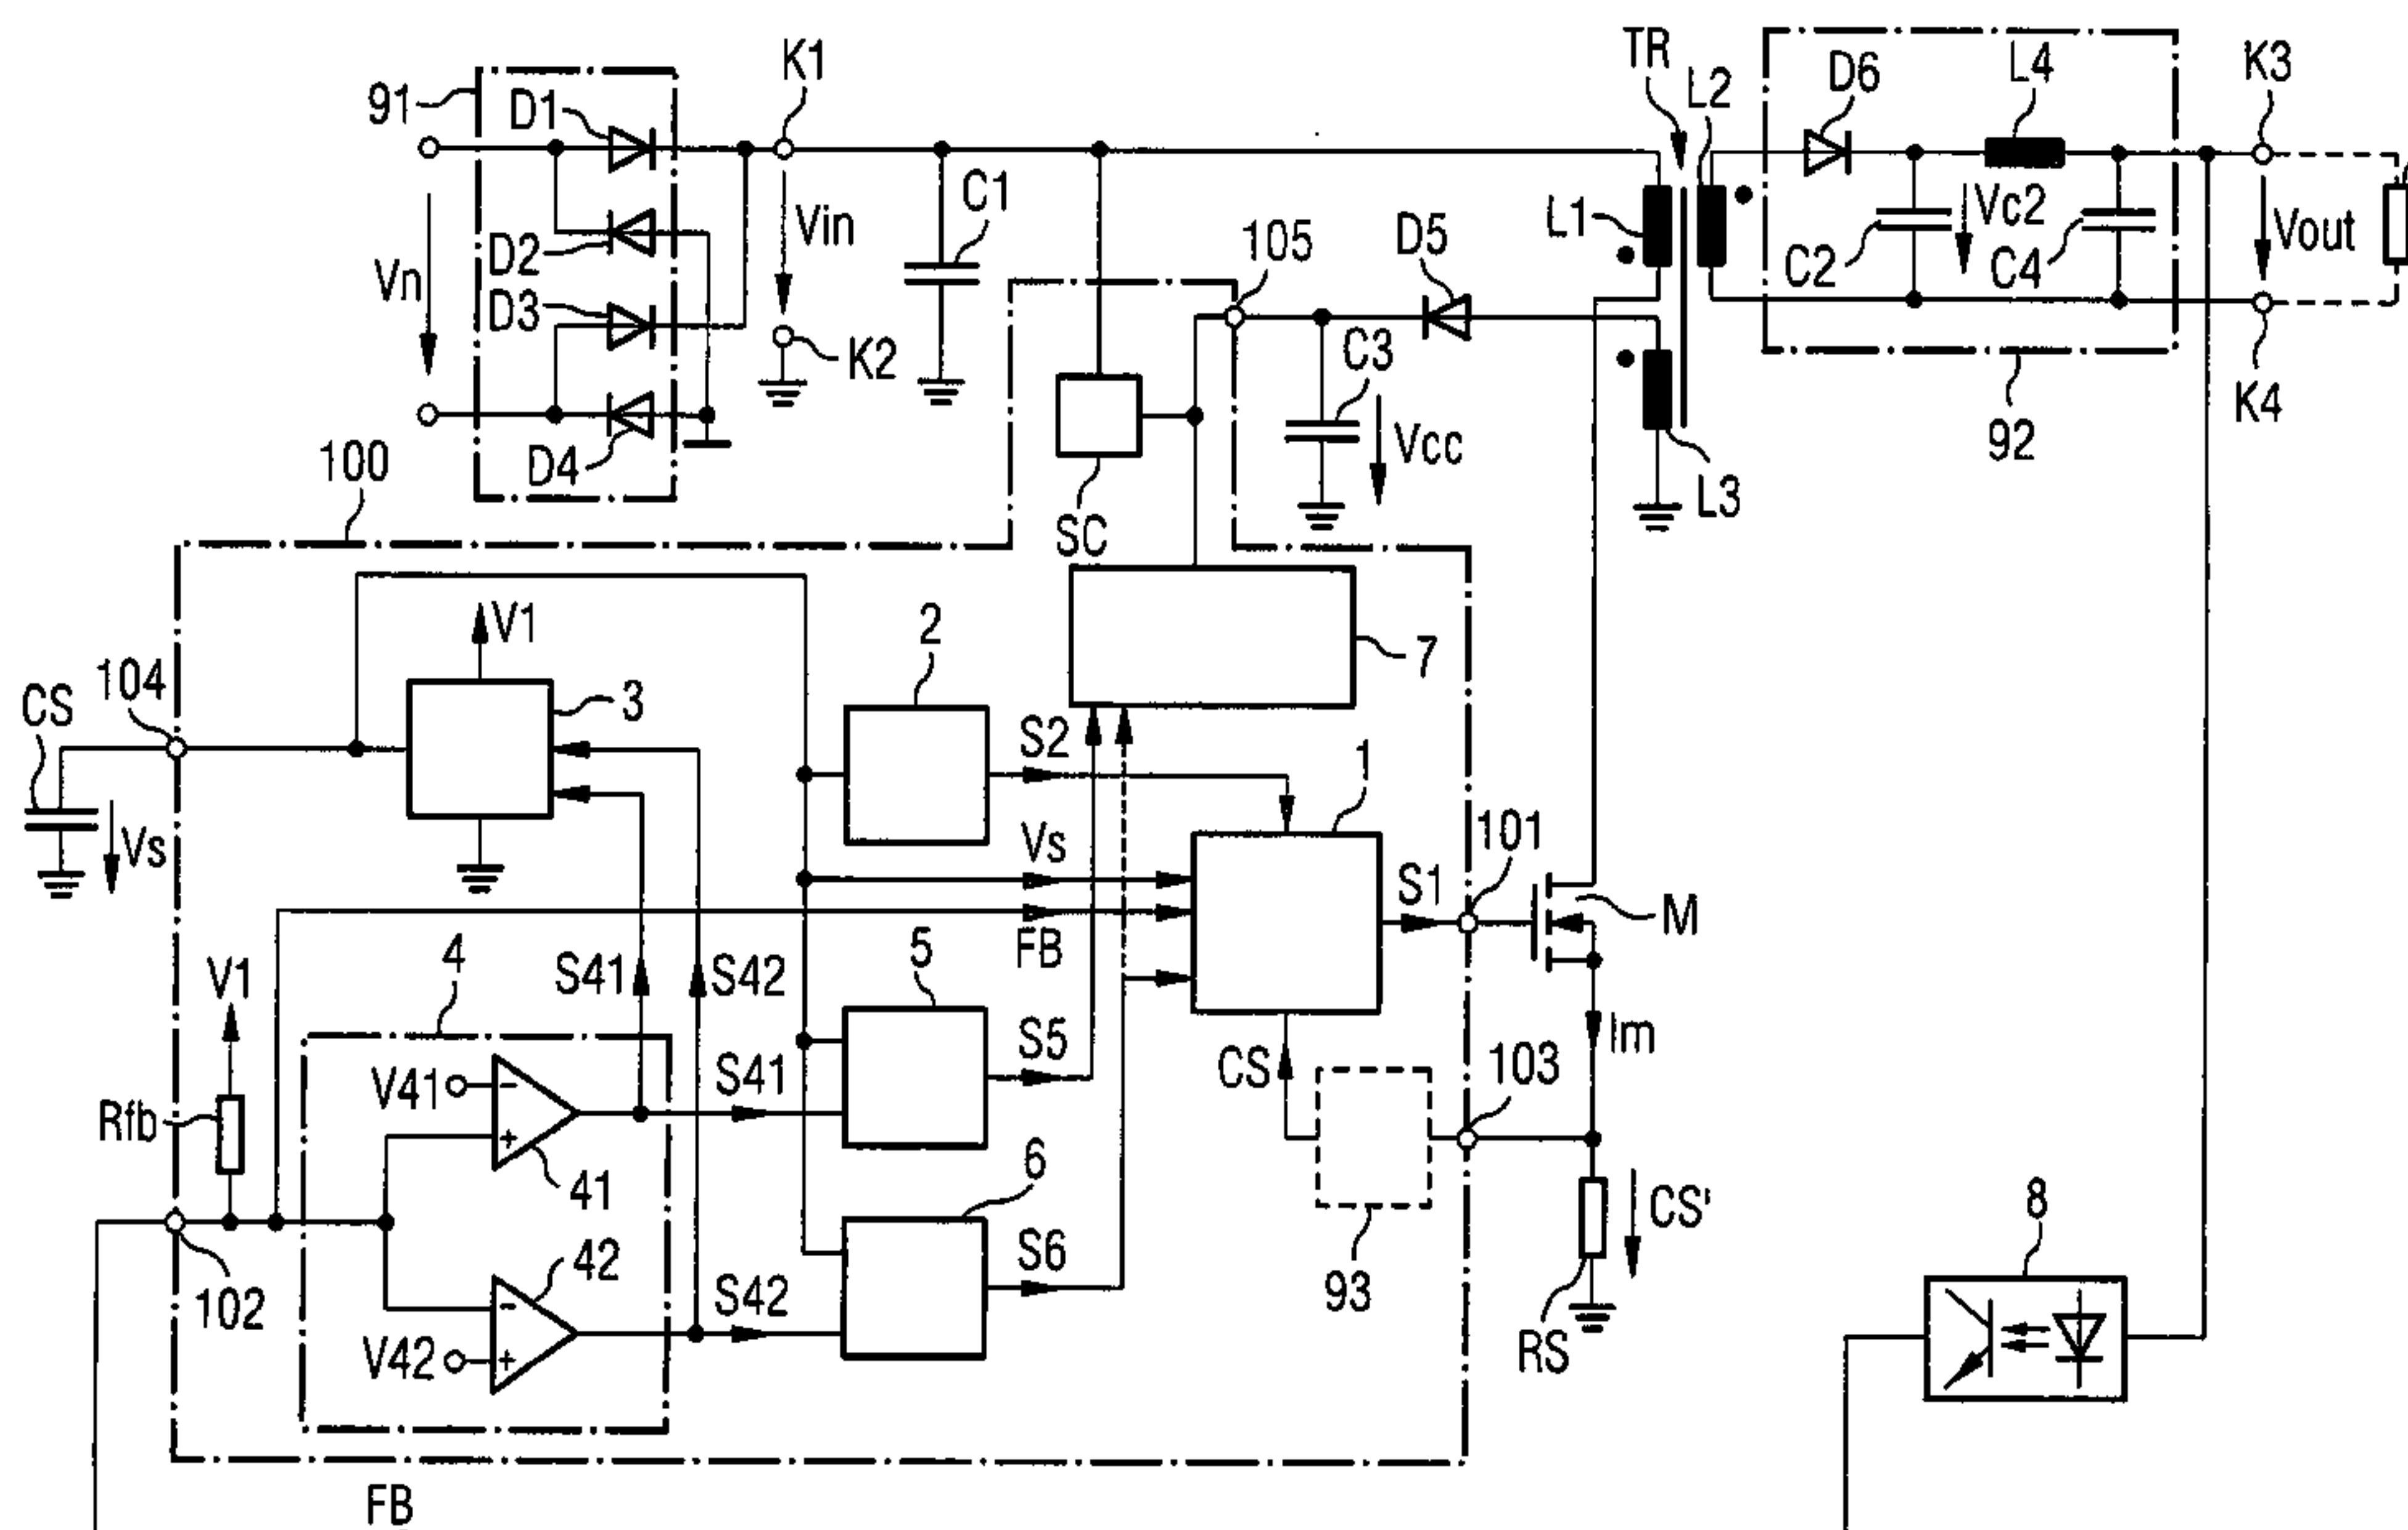 TR
K1
D6
L4
K3
91
D1
L2
Vin
C1
L1
Vc2
Vout
D2
105
D5
C2
C4
Vn
D3
K2
C3
K4
92
D4
Vcc
100
L3
SC
V1
2
7
104
3
CS
S2
1
Vs
Vs
101
S1
M
4
5
FB
V1
S41
S42
Im
V41
S41
S5
CS
103
Rfb
41
6
CS'
8
42
S6
102
S42
93
V42
RS
FB